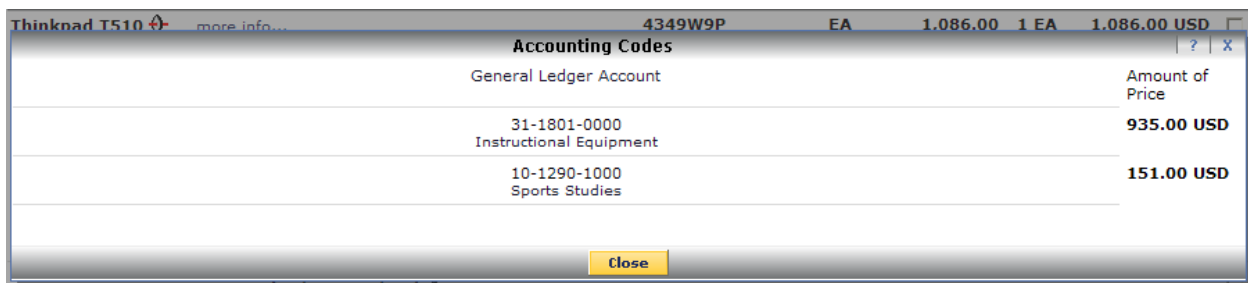 Thinkpad T510 more info... 4349W9P EA 1,086.00 1 EA 1,086.00 USD
Accounting Codes ? X
General Ledger Account Amount of
Price
31-1801-0000 935.00 USD
Instructional Equipment
10-1290-1000 151.00 USD
Sports Studies
Close